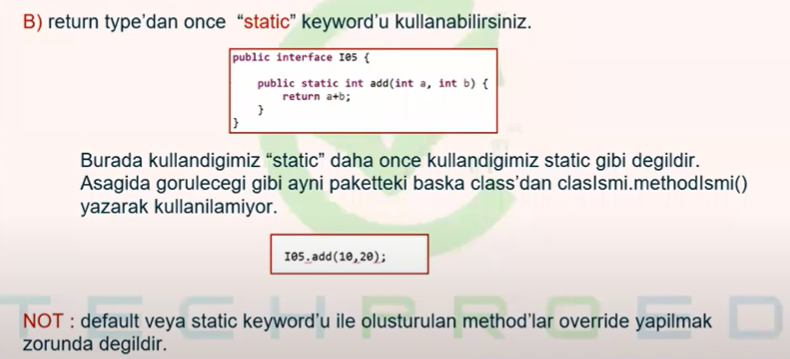 B) return type'dan once “static” keyword'u kullanabilirsiniz.
public interface I05 {
public static int add(int a, int b) {
return a+b;
}
}
Burada kullandigimiz “static” daha once kullandigimiz static gibi degildir.
Asagida gorulecegi gibi ayni paketteki baska class'dan clasIsmi.methodIsmi()
yazarak kullanilamiyor.
I05.add(10,20);
TECHPROED
NOT : default veya static keyword'u ile olusturulan method'lar override yapilmak
zorunda degildir.